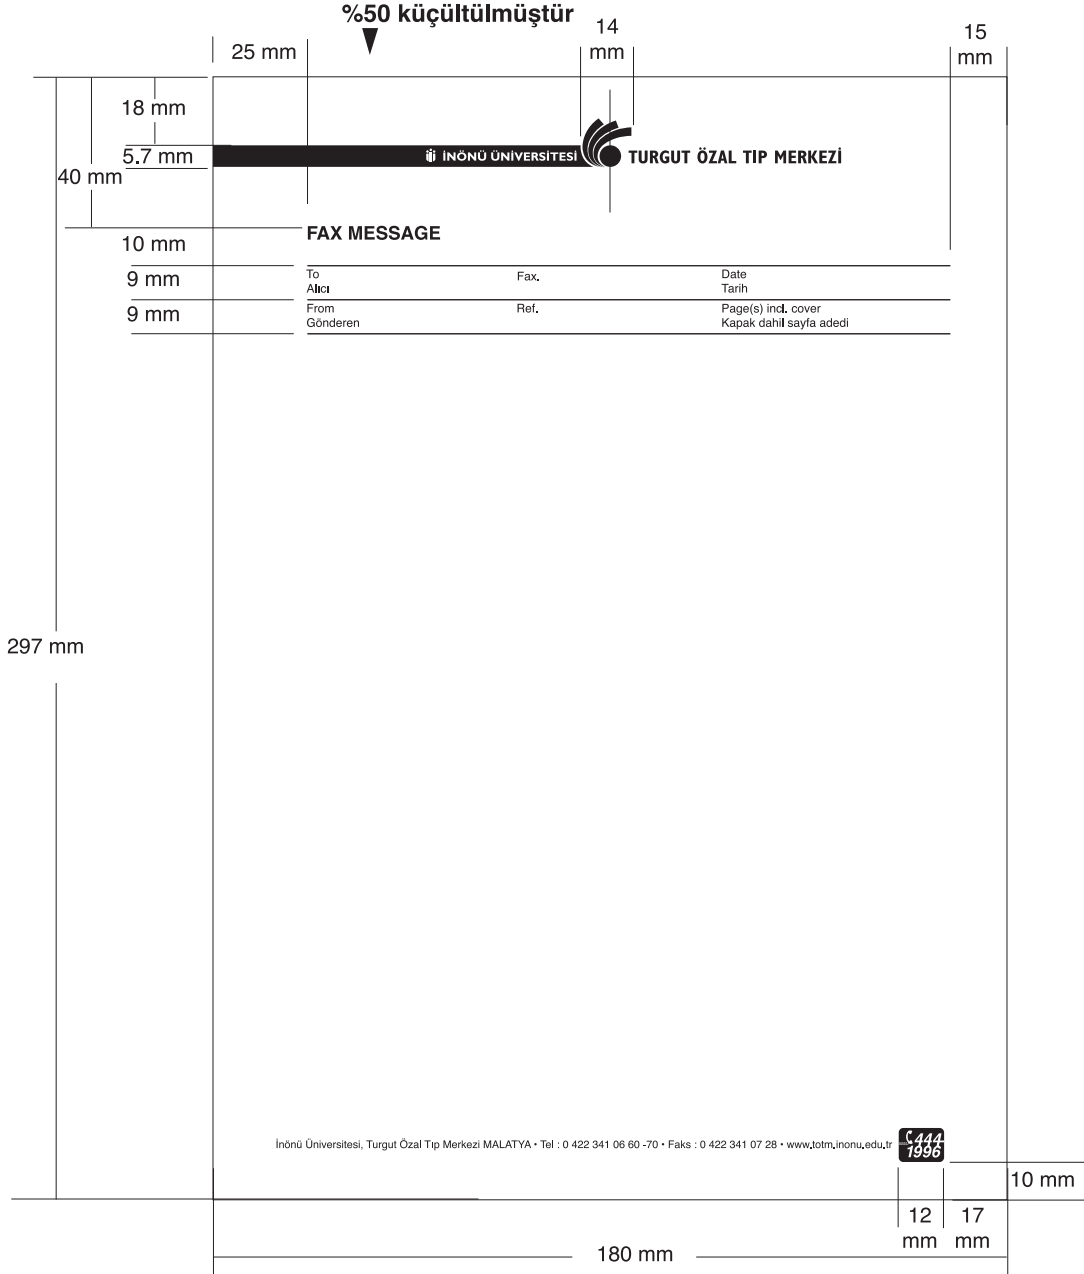 %50 küçültülmüştür
25 mm
14
mm
15
mm
18 mm
5.7 mm
40 mm
İNÖNÜ ÜNİVERSİTESİ
TURGUT ÖZAL TIP MERKEZİ
10 mm
FAX MESSAGE
9 mm
To
Alıcı
Fax.
Date
Tarih
9 mm
From
Gönderen
Ref.
Page(s) incl. cover
Kapak dahil sayfa adedi
297 mm
İnönü Üniversitesi, Turgut Özal Tıp Merkezi MALATYA • Tel : 0 422 341 06 60 -70 • Faks : 0 422 341 07 28 • www.totm.inonu.edu.tr
444
1996
10 mm
12
mm
17
mm
180 mm